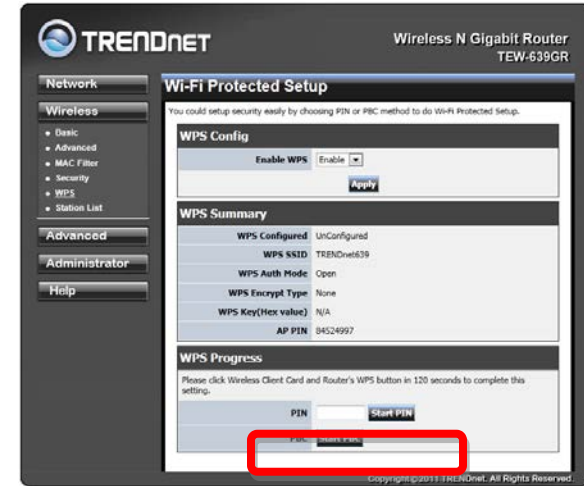 TRENDNET
Wireless N Gigabit Router
TEW-639GR
Network
Wireless
Basic
Advanced
MAC Filter
Security
WPS
Station List
Advanced
Administrator
Help
Wi-Fi Protected Setup
You could setup security easily by choosing PIN or PBC method to do Wi-Fi Protected Setup.
WPS Config
Enable WPS Enable
Apply
WPS Summary
WPS Configured UnConfigured
WPS SSID TRENDnet639
WPS Auth Mode Open
WPS Encrypt Type None
WPS Key(Hex value) N/A
AP PIN 84524997
WPS Progress
Please click Wireless Client Card and Router's WPS button in 120 seconds to complete this
setting.
PIN Start PIN
PBC Start PBC
Copyright©2011 TRENDnet. All Rights Reserved.